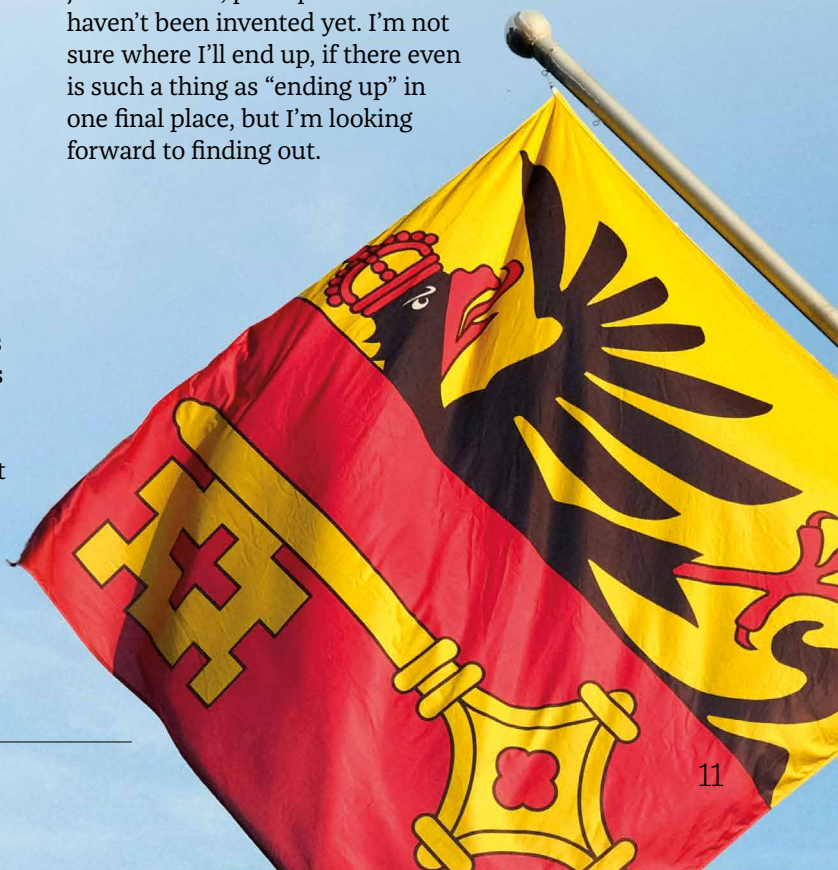 haven’t been invented yet. I’m not
sure where I’ll end up, if there even
is such a thing as “ending up” in
one final place, but I’m looking
forward to finding out.
11